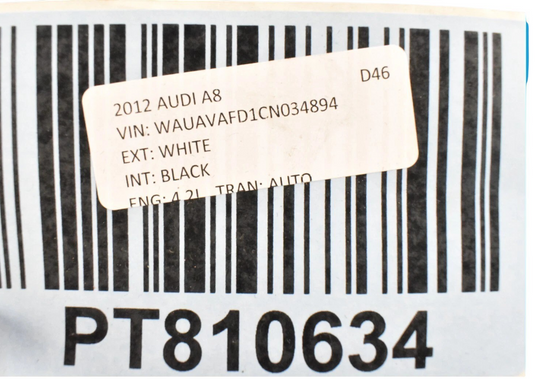 2012 AUDI A8 D46
VIN: WAUAVAFD1CN034894
EXT: WHITE
INT: BLACK
ENG: 4.2L TRAN: AUTO
PT810634